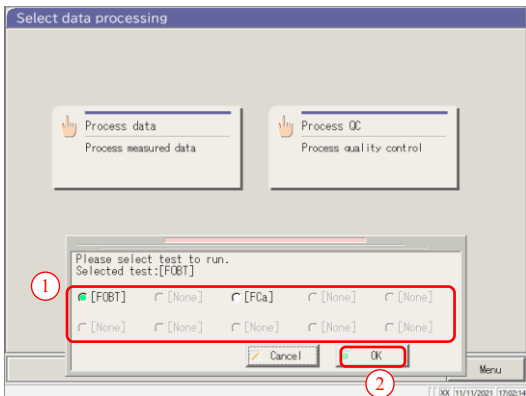 Select data processing
Process data
Process measured data
Process QC
Process quality control
Please select test to run.
Selected test:[FOBT]
1
[FOBT] [None] [FCa] [None] [None]
[None] [None] [None] [None] [None]
Cancel OK
2
Menu
XX 11/11/2021 17:02:14